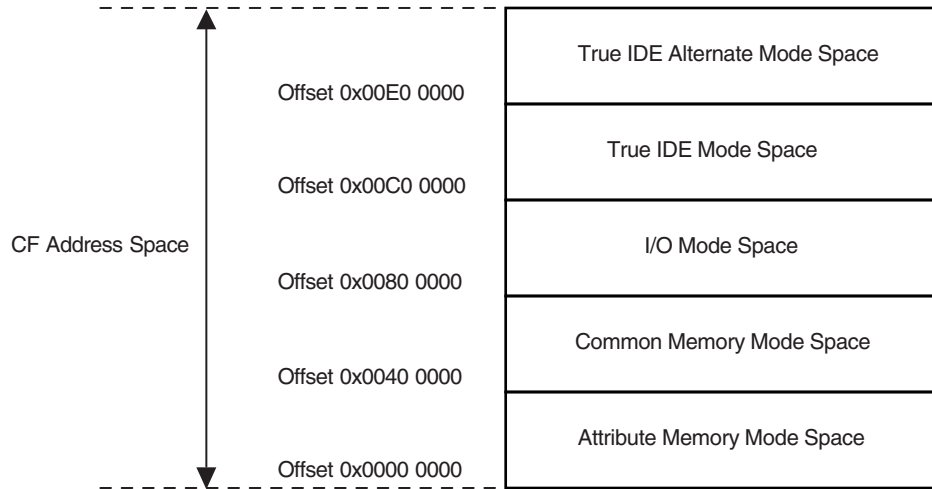 True IDE Alternate Mode Space
Offset 0x00E0 0000
True IDE Mode Space
Offset 0x00C0 0000
CF Address Space
I/O Mode Space
Offset 0x0080 0000
Common Memory Mode Space
Offset 0x0040 0000
Attribute Memory Mode Space
Offset 0x0000 0000